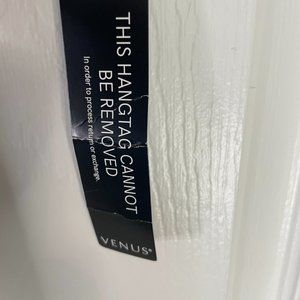 THIS HANGTAG CANNOT
BE REMOVED
In order to process return or exchange.
VENUS®